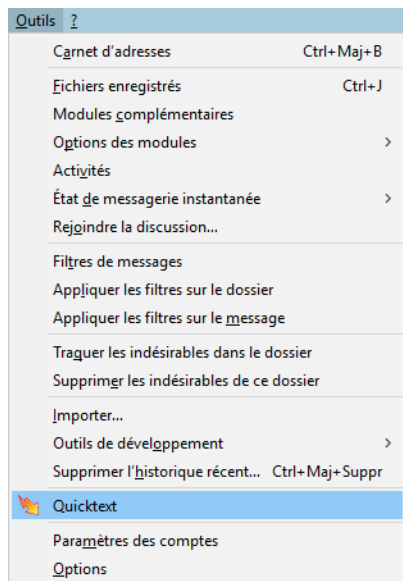 Outils ?
Carnet d'adresses Ctrl+Maj+B
Fichiers enregistrés Ctrl+J
Modules complémentaires
Options des modules
Activités
État de messagerie instantanée
Rejoindre la discussion...
Filtres de messages
Appliquer les filtres sur le dossier
Appliquer les filtres sur le message
Traquer les indésirables dans le dossier
Supprimer les indésirables de ce dossier
Importer...
Outils de développement
Supprimer l'historique récent... Ctrl+Maj+Suppr
Quicktext
Paramètres des comptes
Options